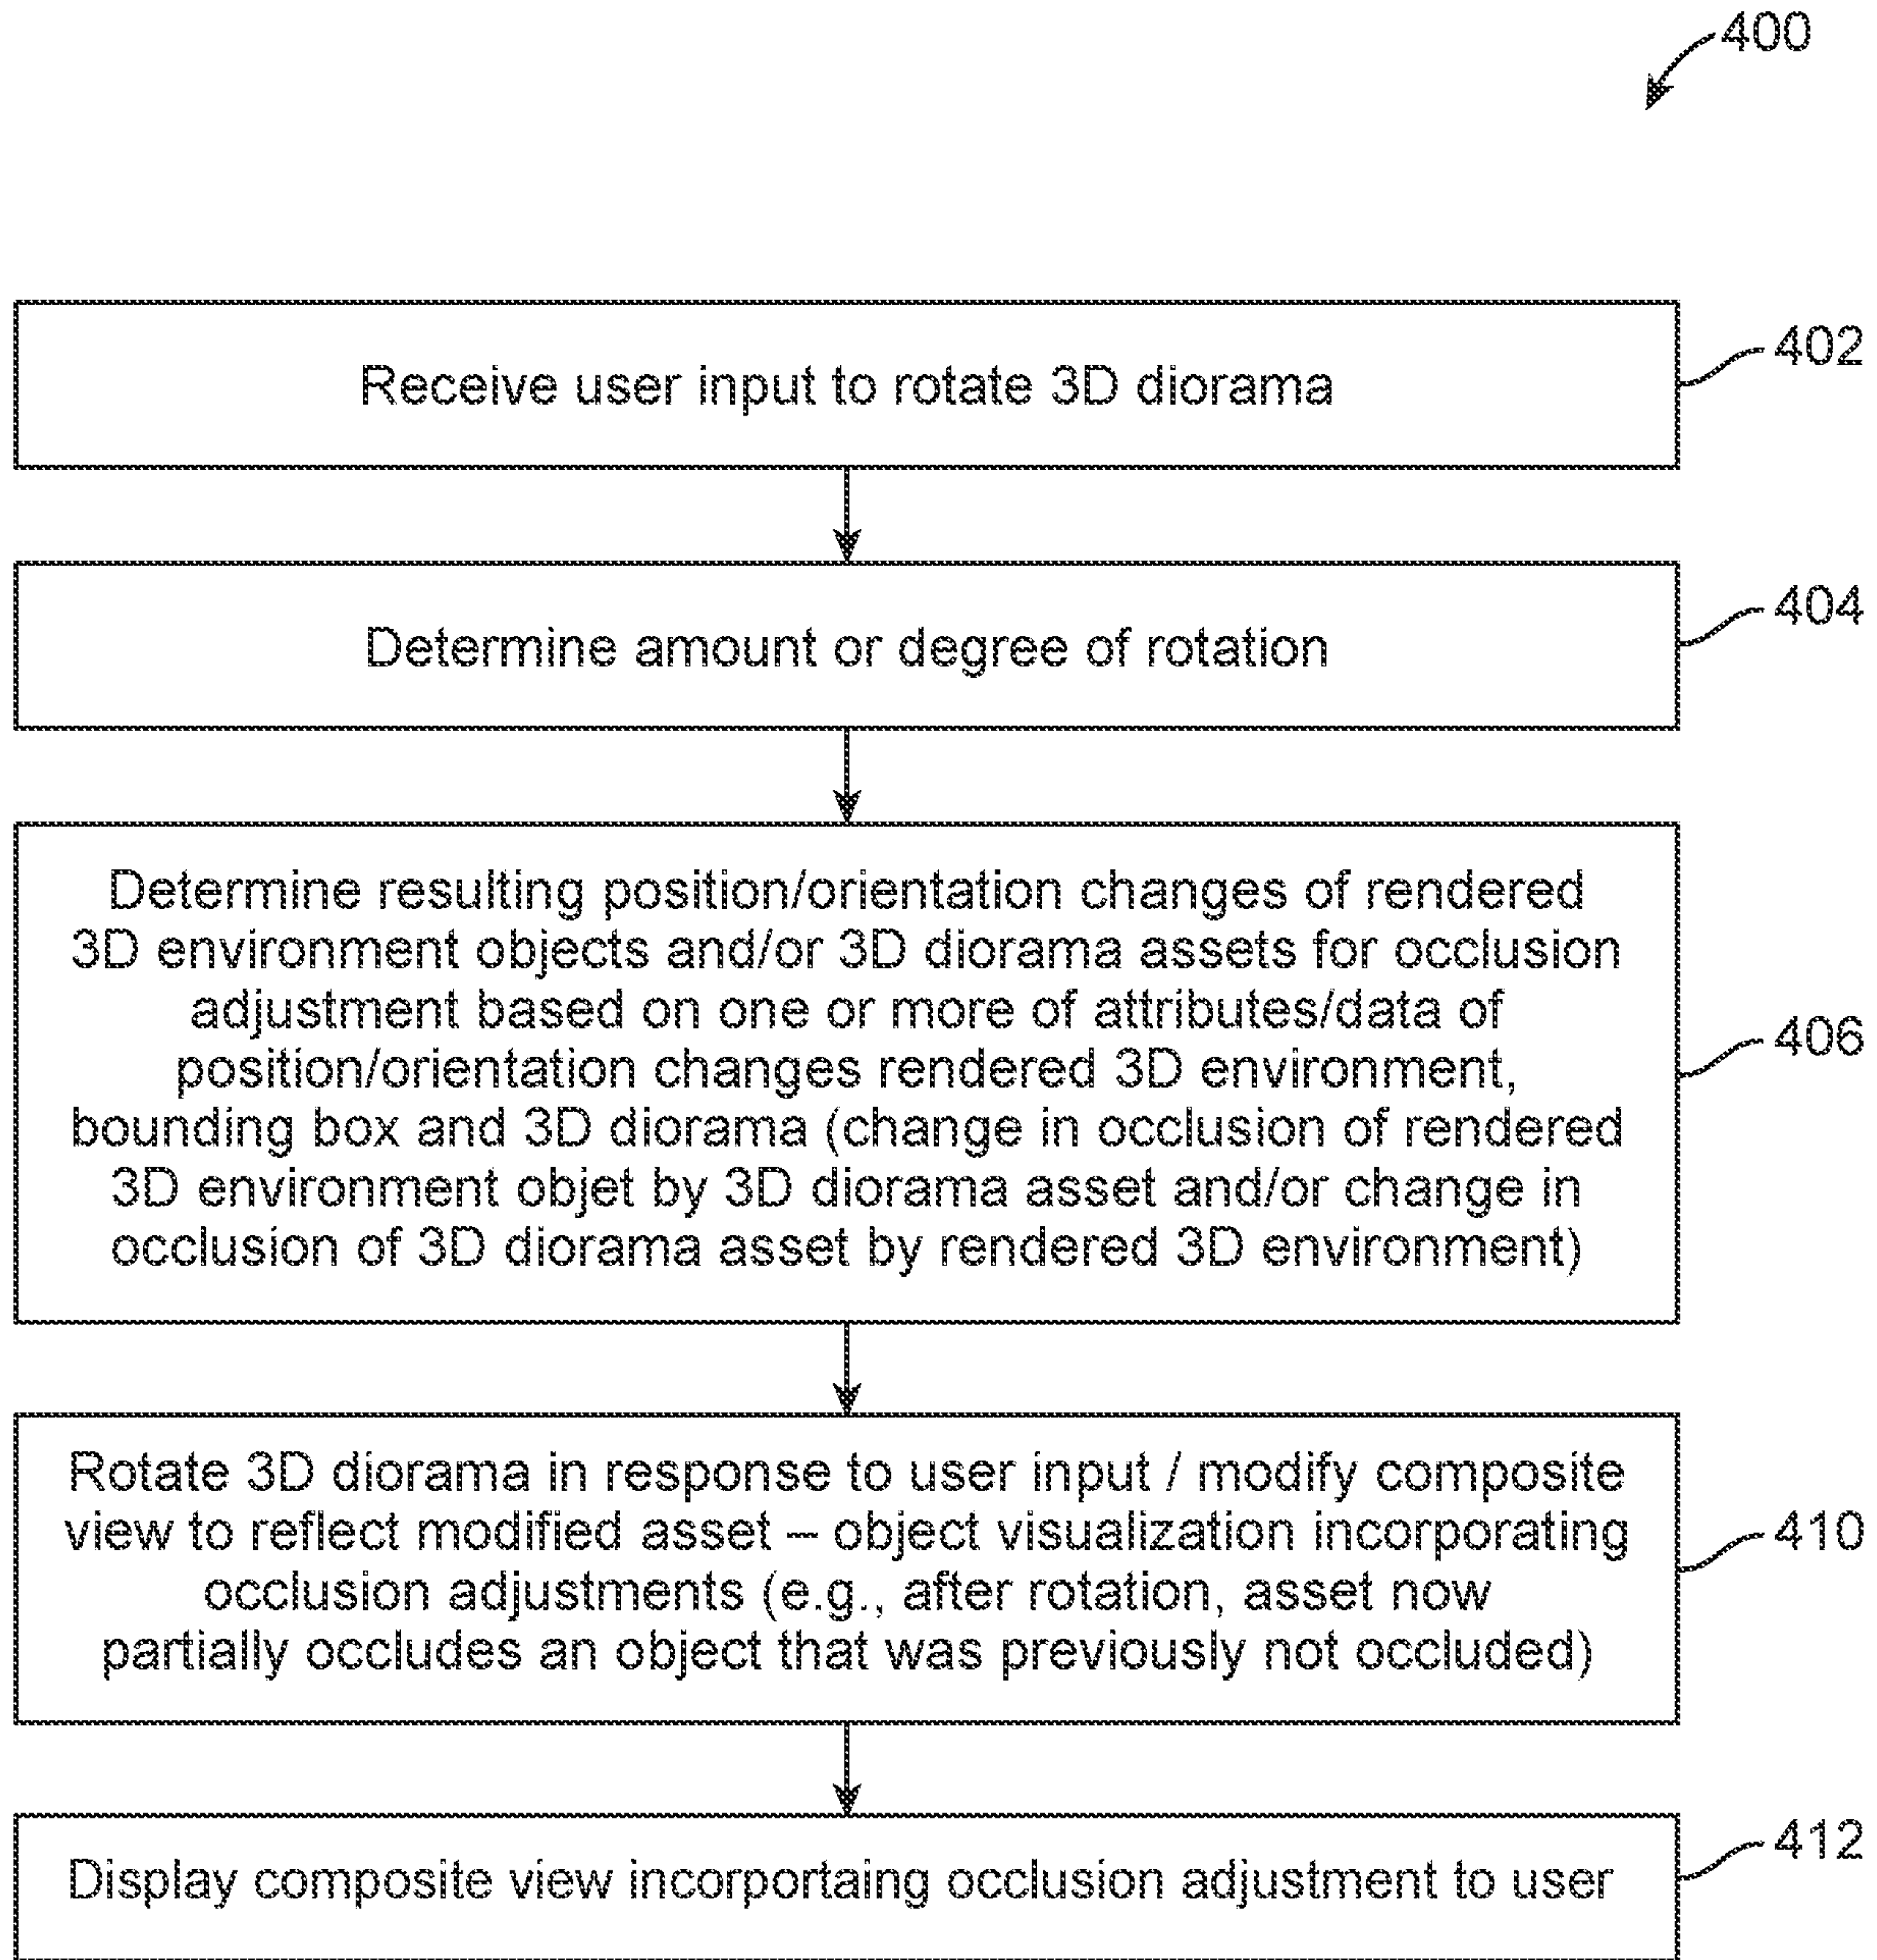 400
Receive user input to rotate 3D diorama
402
Determine amount or degree of rotation
404
Determine resulting position/orientation changes of rendered
3D environment objects and/or 3D diorama assets for occlusion
adjustment based on one or more of attributes/data of
position/orientation changes rendered 3D environment,
bounding box and 3D diorama (change in occlusion of rendered
3D environment objet by 3D diorama asset and/or change in
occlusion of 3D diorama asset by rendered 3D environment)
406
Rotate 3D diorama in response to user input / modify composite
view to reflect modified asset – object visualization incorporating
occlusion adjustments (e.g., after rotation, asset now
partially occludes an object that was previously not occluded)
410
Display composite view incorportaing occlusion adjustment to user
412